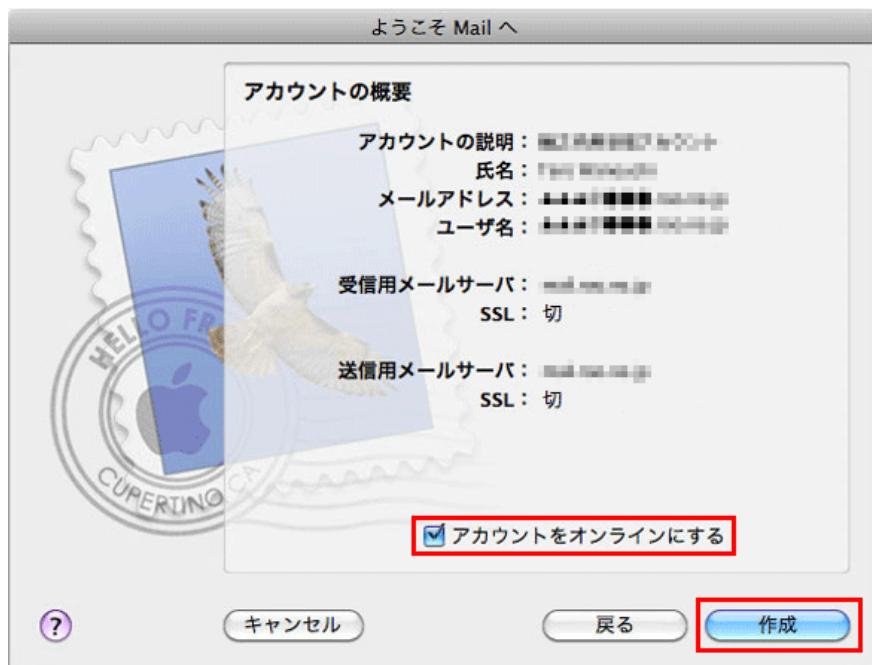 ようこそ Mail へ
アカウントの概要
アカウントの説明：
氏名：
メールアドレス：
ユーザ名：
受信用メールサーバ：
SSL： 切
送信用メールサーバ：
SSL： 切
HELLO FR
CUPERTINO CA
アカウントをオンラインにする
?
キャンセル
戻る
作成